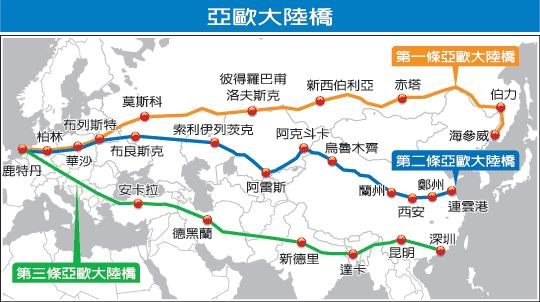 亞歐大陸橋
第一條亞歐大陸橋
彼得羅巴甫
洛夫斯克
新西伯利亞
赤塔
伯力
莫斯科
布列斯特
柏林
海參威
索利伊列茨克
阿克斗卡
華沙
布良斯克
烏魯木齊
第二條亞歐大陸橋
鹿特丹
阿雷斯
蘭州
鄭州
安卡拉
西安
連雲港
德黑蘭
新德里
達卡
昆明
深圳
第三條亞歐大陸橋